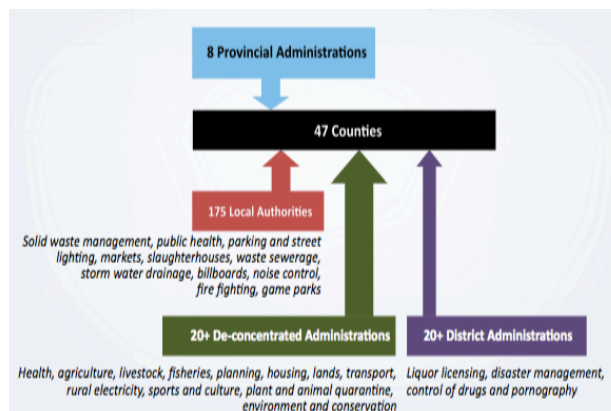 8 Provincial Administrations
47 Counties
175 Local Authorities
Solid waste management, public health, parking and street
lighting, markets, slaughterhouses, waste sewerage,
storm water drainage, billboards, noise control,
fire fighting, game parks
20+ De-concentrated Administrations
Health, agriculture, livestock, fisheries, planning, housing, lands, transport,
rural electricity, sports and culture, plant and animal quarantine,
environment and conservation
20+ District Administrations
Liquor licensing, disaster management,
control of drugs and pornography